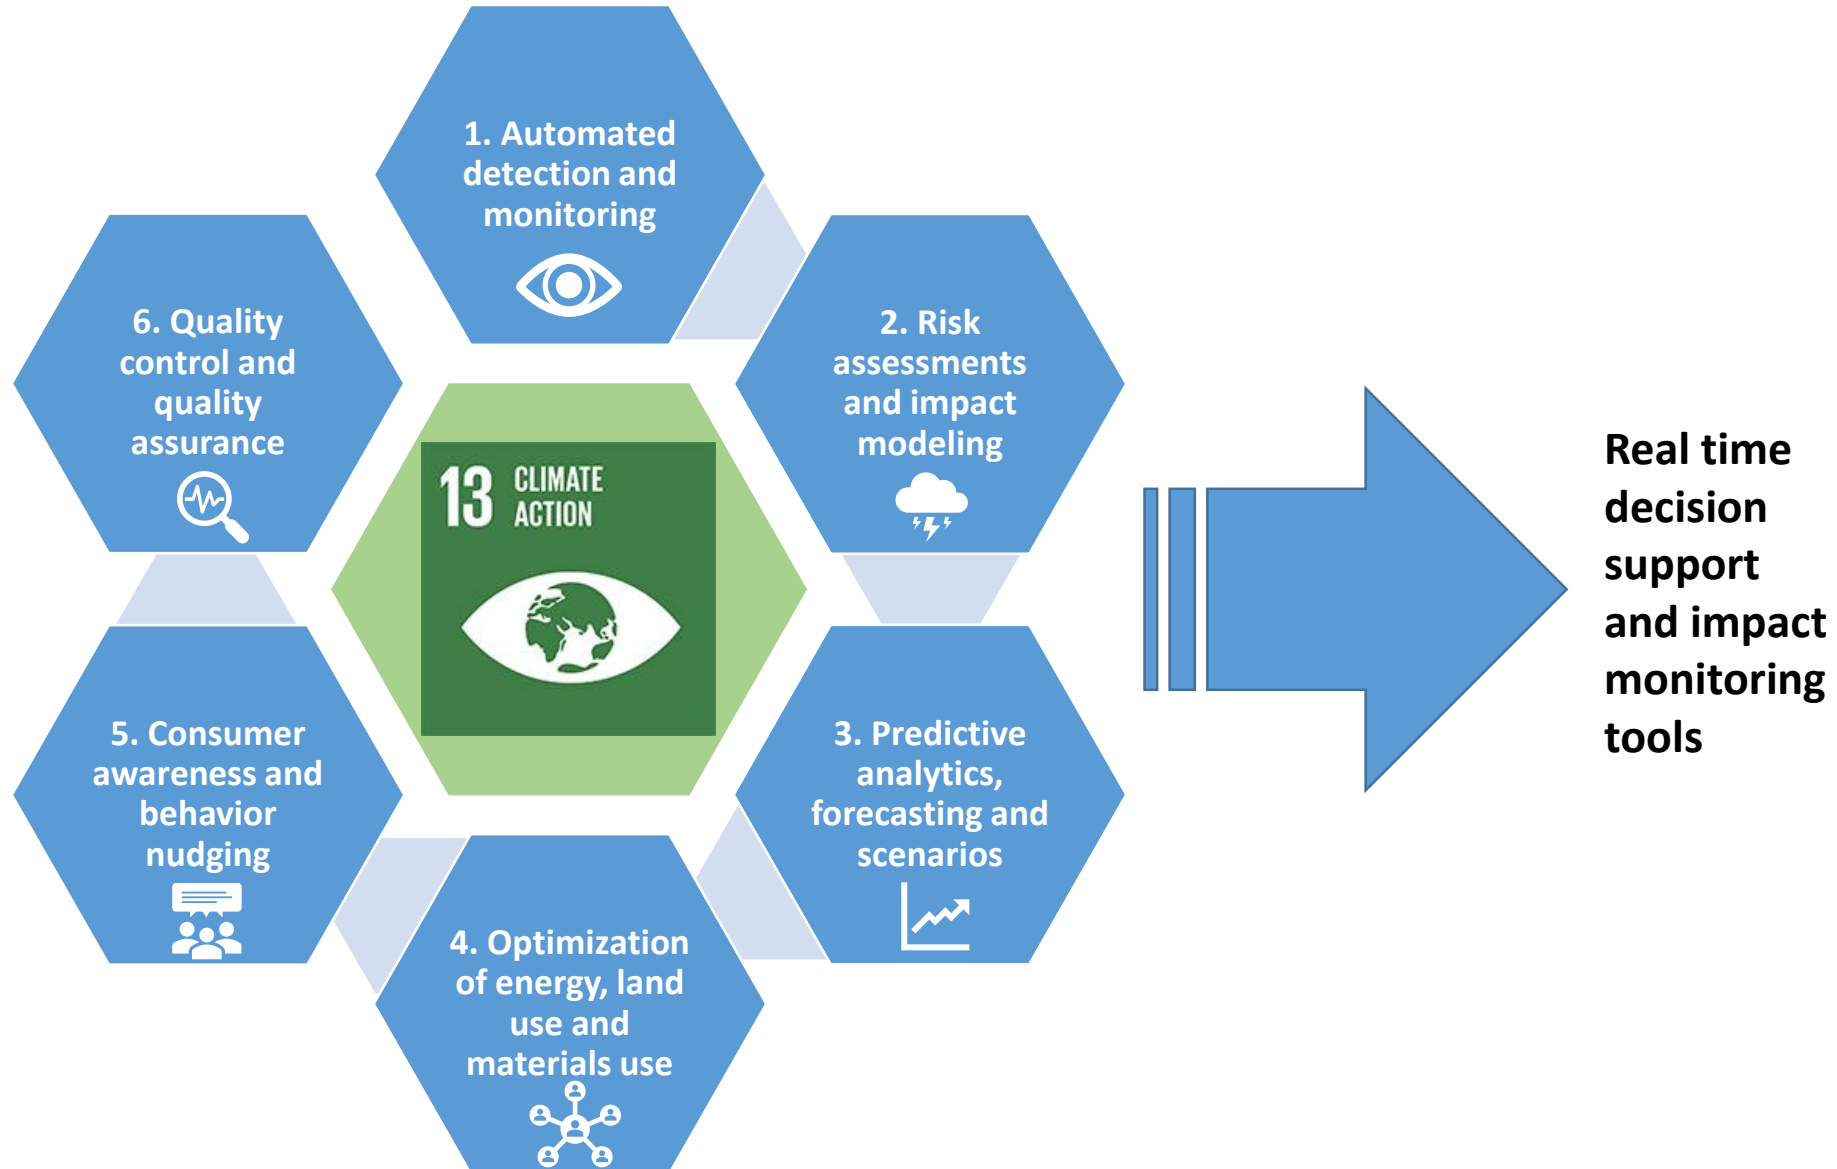 1. Automated
detection and
monitoring
2. Risk
assessments
and impact
modeling
3. Predictive
analytics,
forecasting and
scenarios
4. Optimization
of energy, land
use and
materials use
5. Consumer
awareness and
behavior
nudging
6. Quality
control and
quality
assurance
13 CLIMATE
ACTION
Real time
decision
support
and impact
monitoring
tools